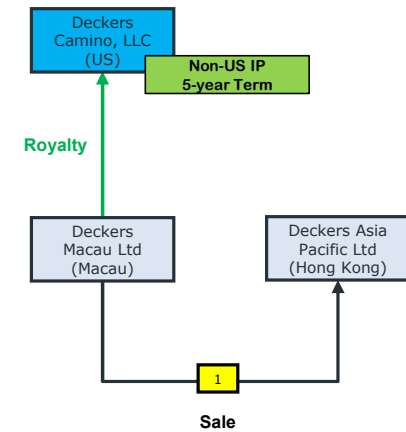 Deckers
Camino, LLC
(US)
Non-US IP
5-year Term
Royalty
Deckers
Macau Ltd
(Macau)
Deckers Asia
Pacific Ltd
(Hong Kong)
1
Sale